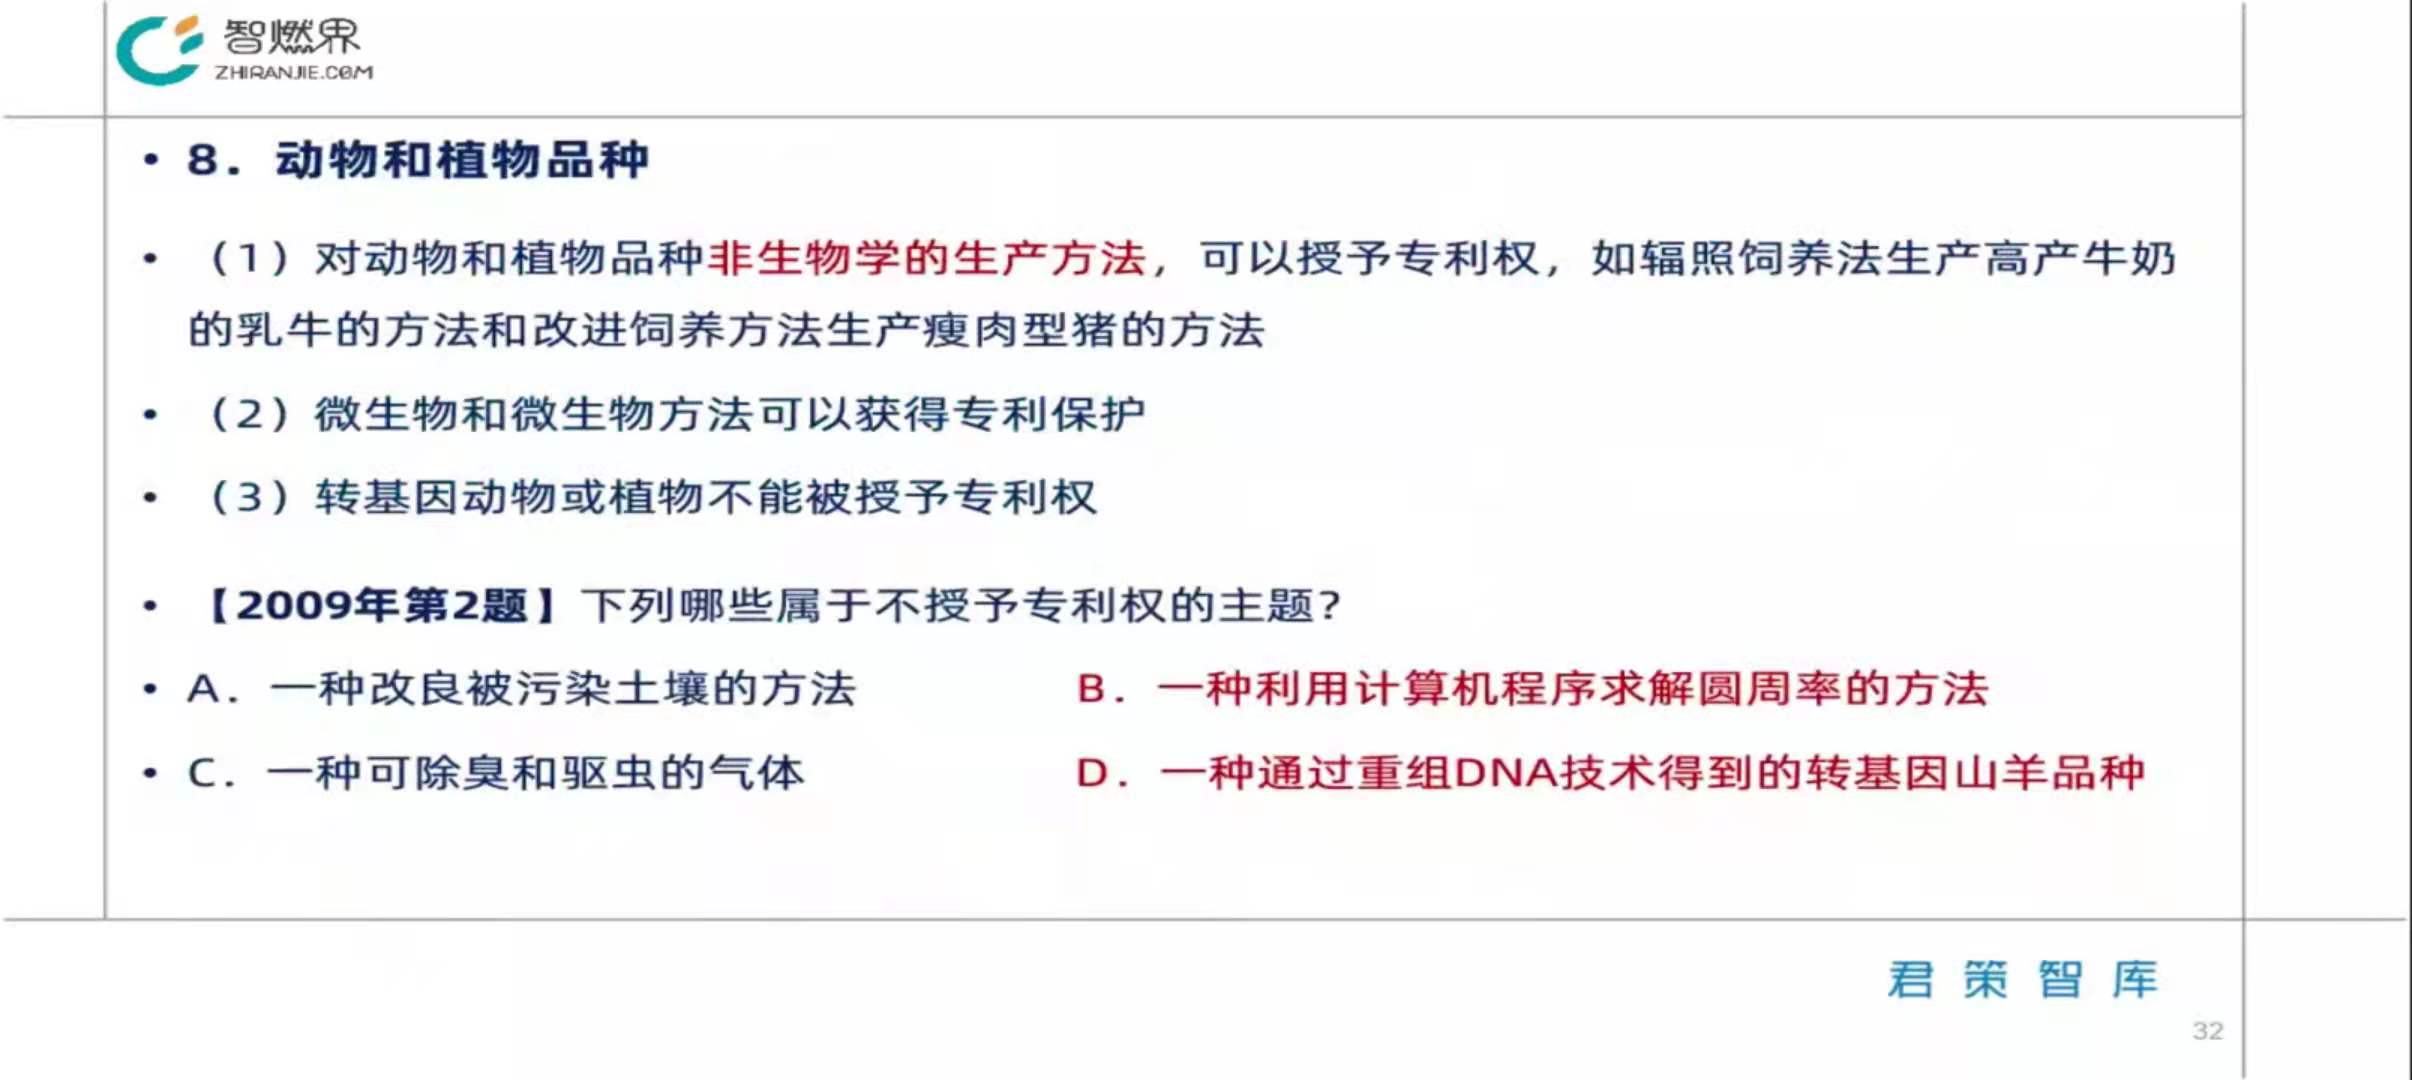 智燃界
ZHIRANJIE.COM
• 8．动物和植物品种
• （1）对动物和植物品种非生物学的生产方法，可以授予专利权，如辐照饲养法生产高产牛奶
的乳牛的方法和改进饲养方法生产瘦肉型猪的方法
• （2）微生物和微生物方法可以获得专利保护
• （3）转基因动物或植物不能被授予专利权
• 【2009年第2题】下列哪些属于不授予专利权的主题？
• A．一种改良被污染土壤的方法 B．一种利用计算机程序求解圆周率的方法
• C．一种可除臭和驱虫的气体 D．一种通过重组DNA技术得到的转基因山羊品种
君策智库
32